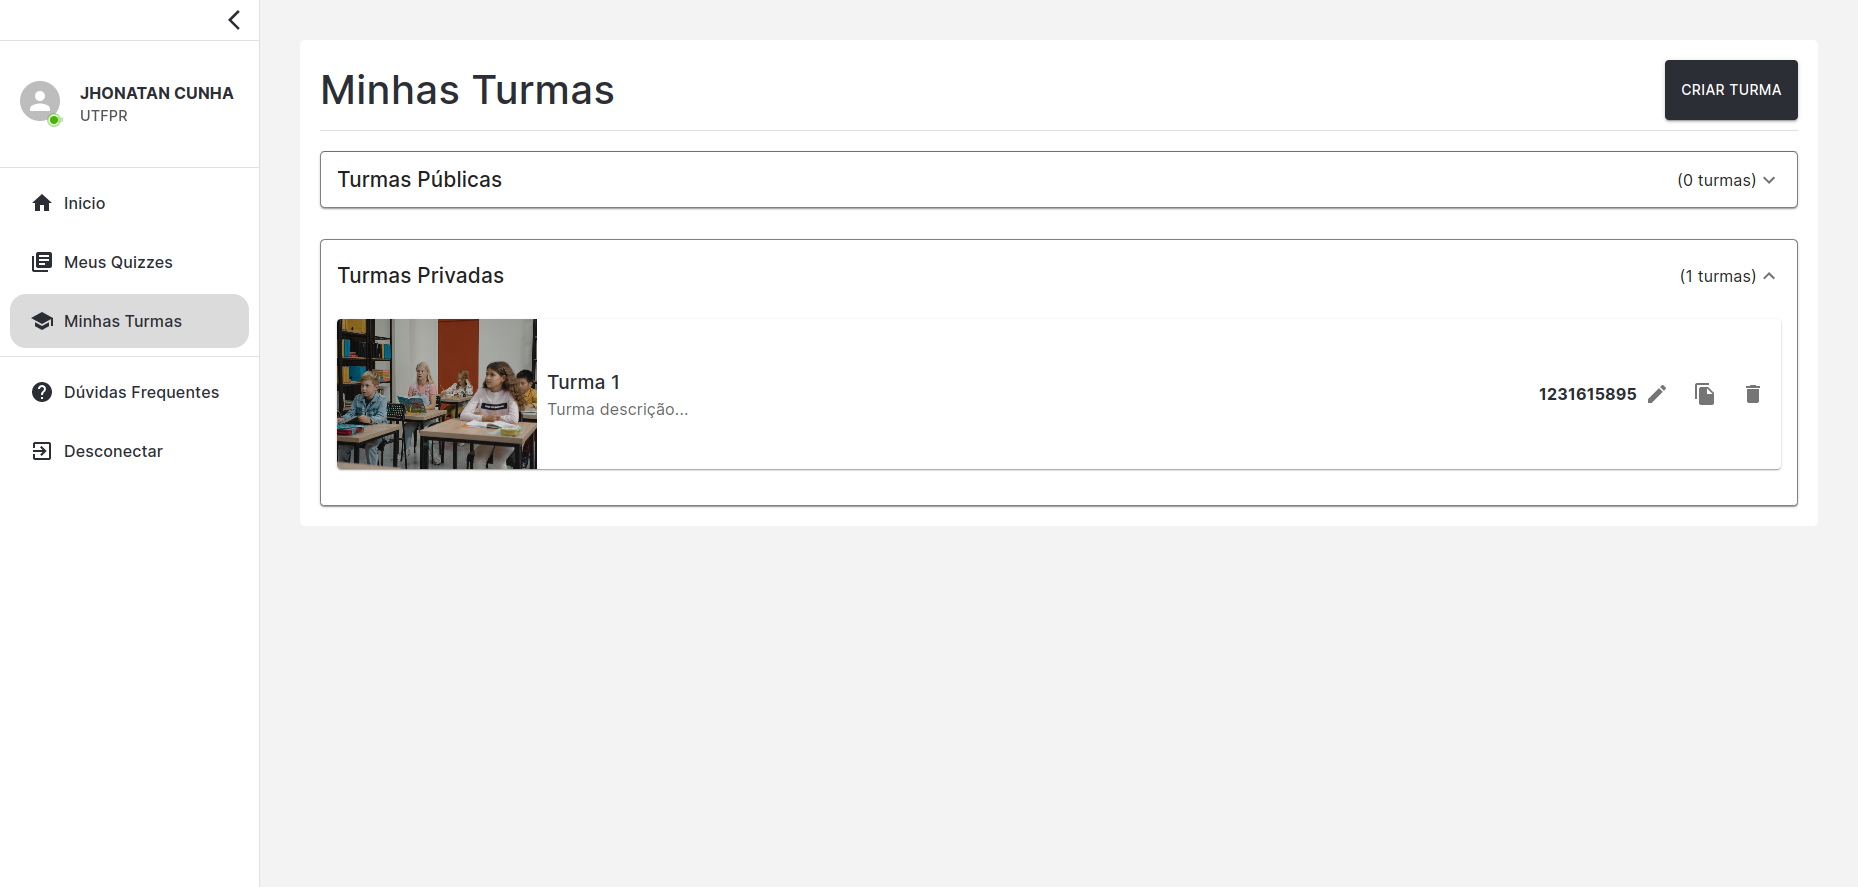 JHONATAN CUNHA
UTFPR
Inicio
Meus Quizzes
Minhas Turmas
Dúvidas Frequentes
Desconectar
Minhas Turmas
CRIAR TURMA
Turmas Públicas
(0 turmas)
Turmas Privadas
(1 turmas)
Turma 1
Turma descrição...
1231615895